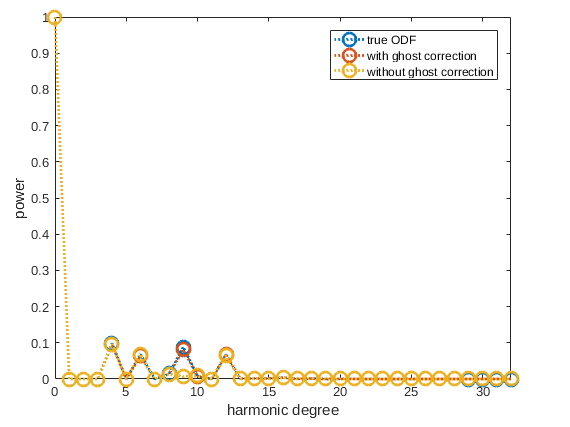 1
0.9
0.8
0.7
0.6
0.5
0.4
0.3
0.2
0.1
0
power
true ODF
with ghost correction
without ghost correction
0 5 10 15 20 25 30
harmonic degree